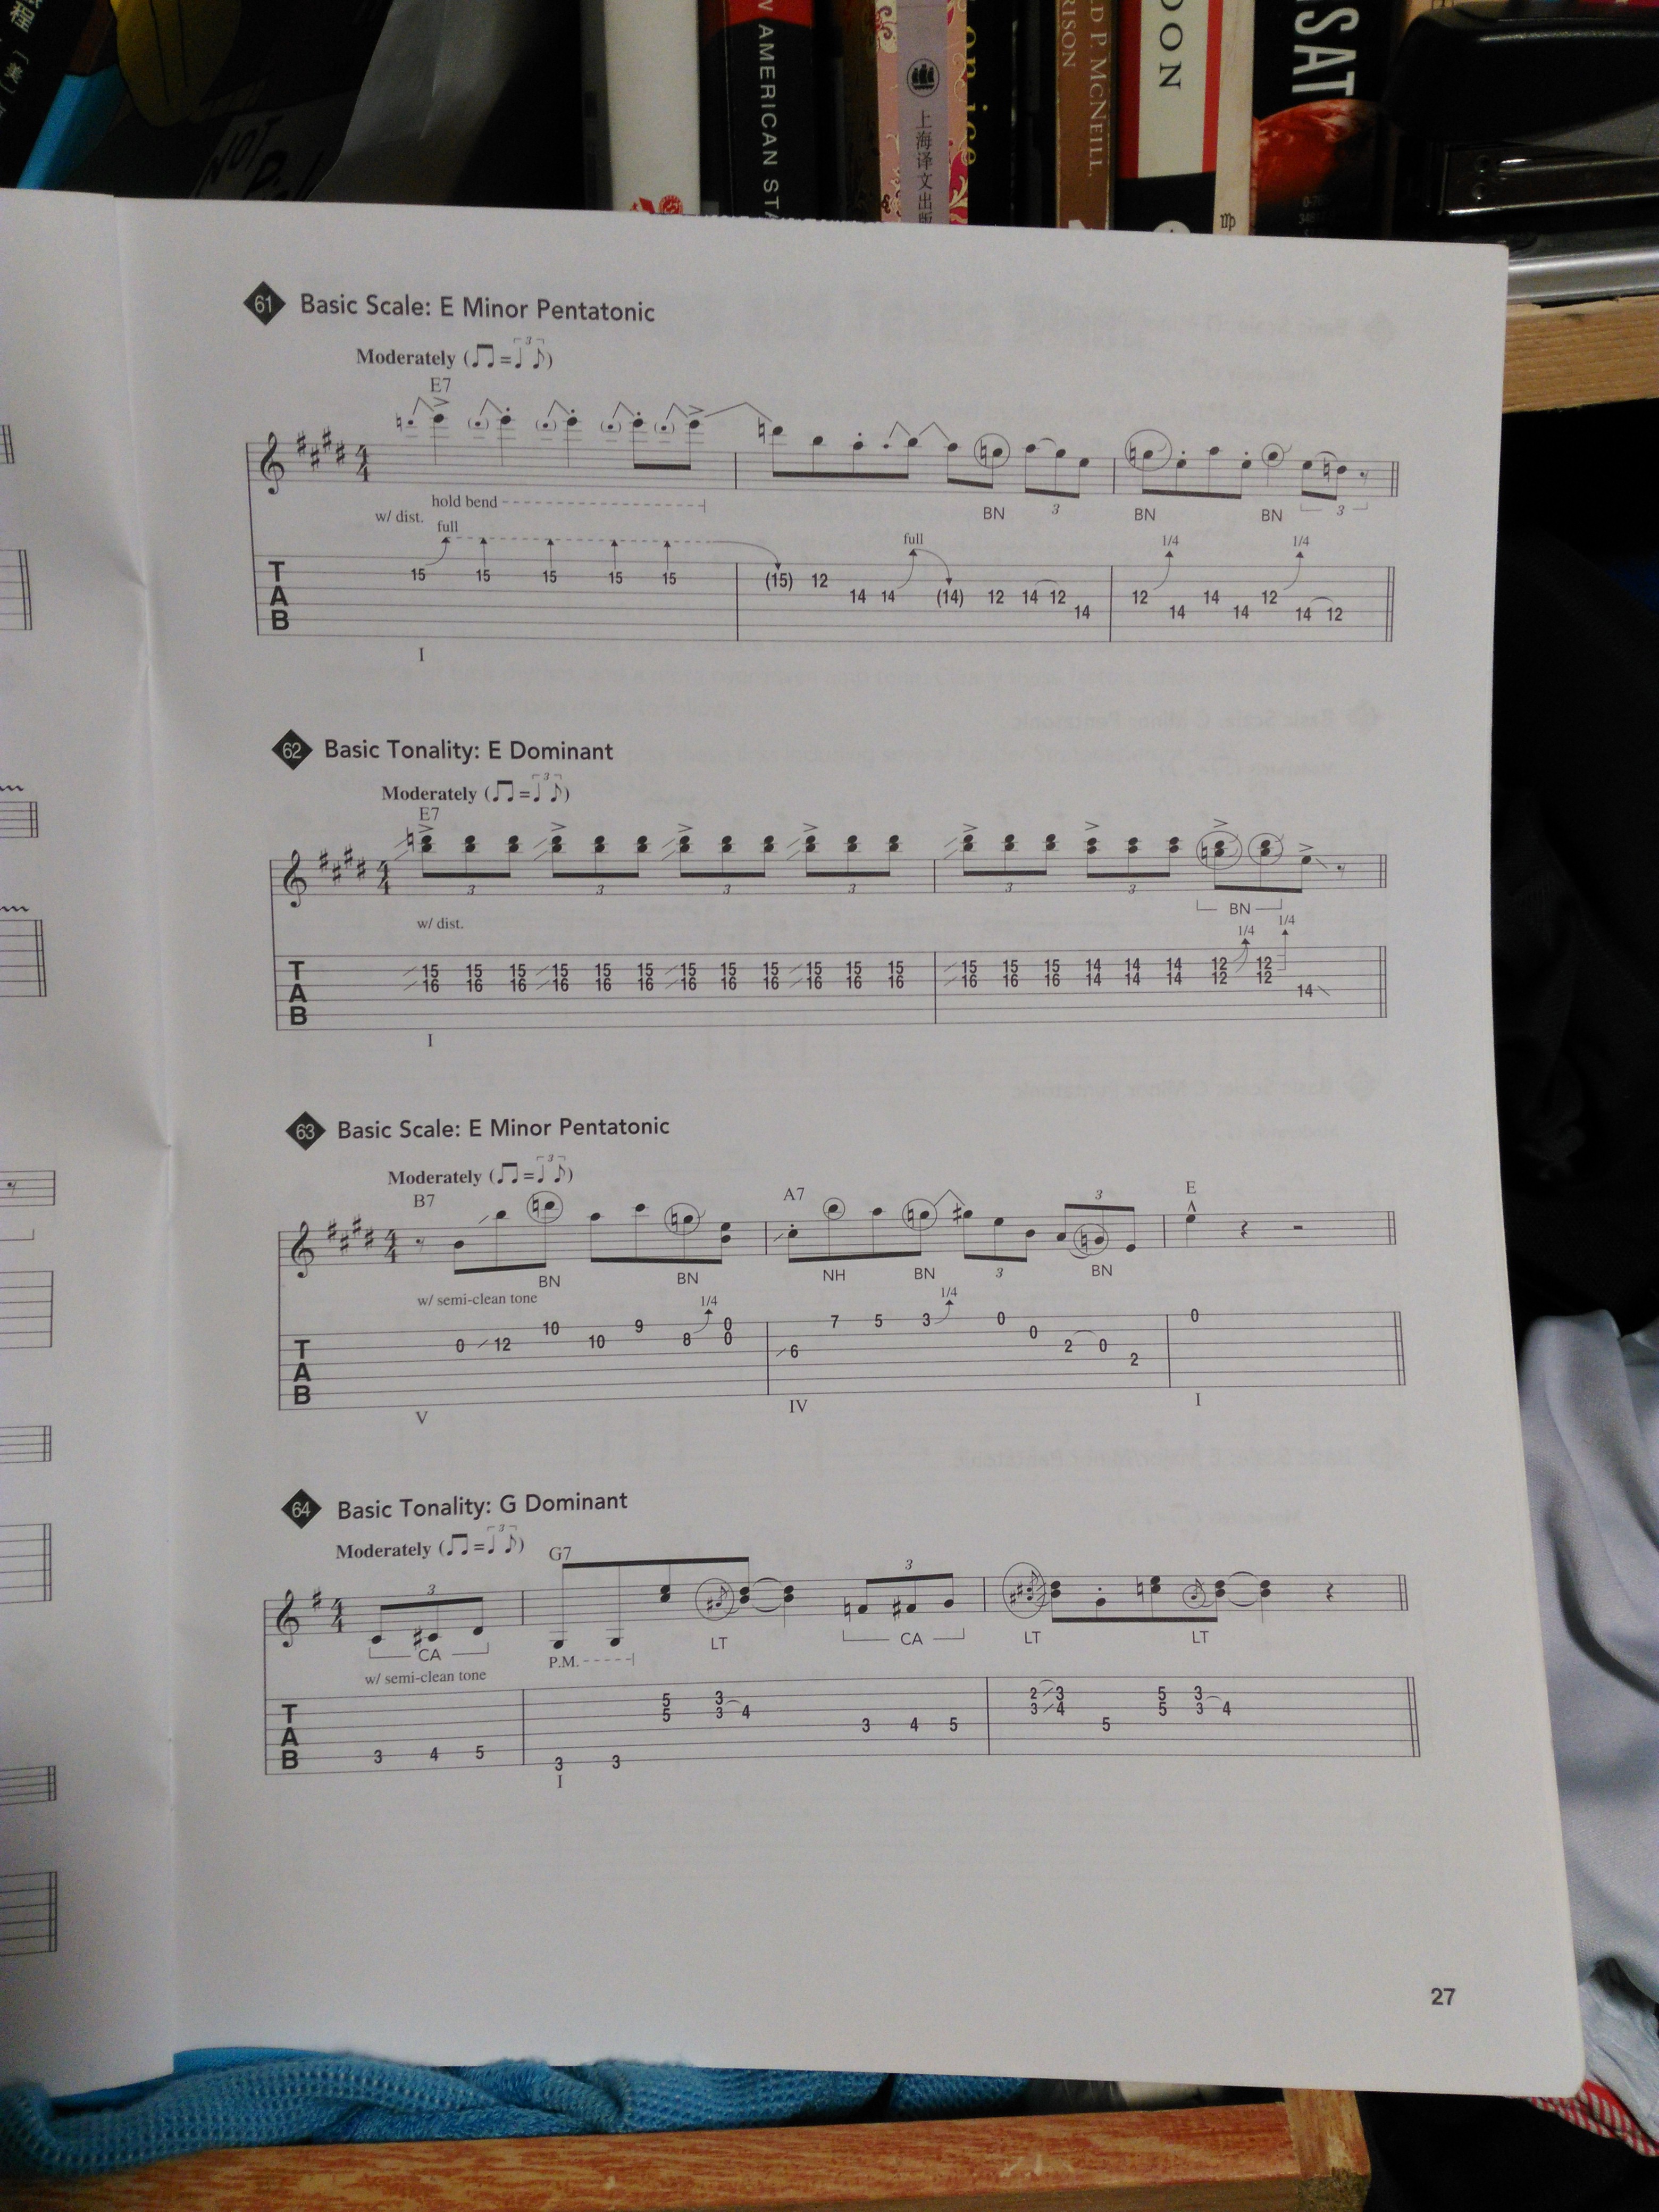 程
[美]
NOT
AMERICAN STA
上海译文出版
on ice
D P. MCNEILL,
RISON
OON
SAT
61 Basic Scale: E Minor Pentatonic
Moderately (♫=♩♪) 3
E7
hold bend
w/ dist.
full
BN 3 BN BN 3
full 1/4 1/4
T A B
15 15 15 15 15 (15) 12 14 14 (14) 12 14 12 14 12 14 14 14 12 14 12
I
62 Basic Tonality: E Dominant
Moderately (♫=♩♪) 3
E7
3 3 3 3 3 3
w/ dist.
BN
1/4 1/4
T A B
15 15 15 15 15 15 15 15 15 15 15 15 15 15 15 14 14 14 12 12
16 16 16 16 16 16 16 16 16 16 16 16 16 16 16 14 14 14 12 12
14
I
63 Basic Scale: E Minor Pentatonic
Moderately (♫=♩♪) 3
B7 A7 3 E
BN BN NH BN 3 BN
w/ semi-clean tone
1/4 1/4
T A B
0 12 10 10 9 8 0 0 6 7 5 3 0 0 2 0 2 0
V IV I
64 Basic Tonality: G Dominant
Moderately (♫=♩♪) 3
G7
3 3
CA LT CA LT LT
P.M.
w/ semi-clean tone
T A B
5 3 2 3 5 3
5 3 4 3 4 5 3 4
3 4 5 5
3 4 5
3 3
I
27